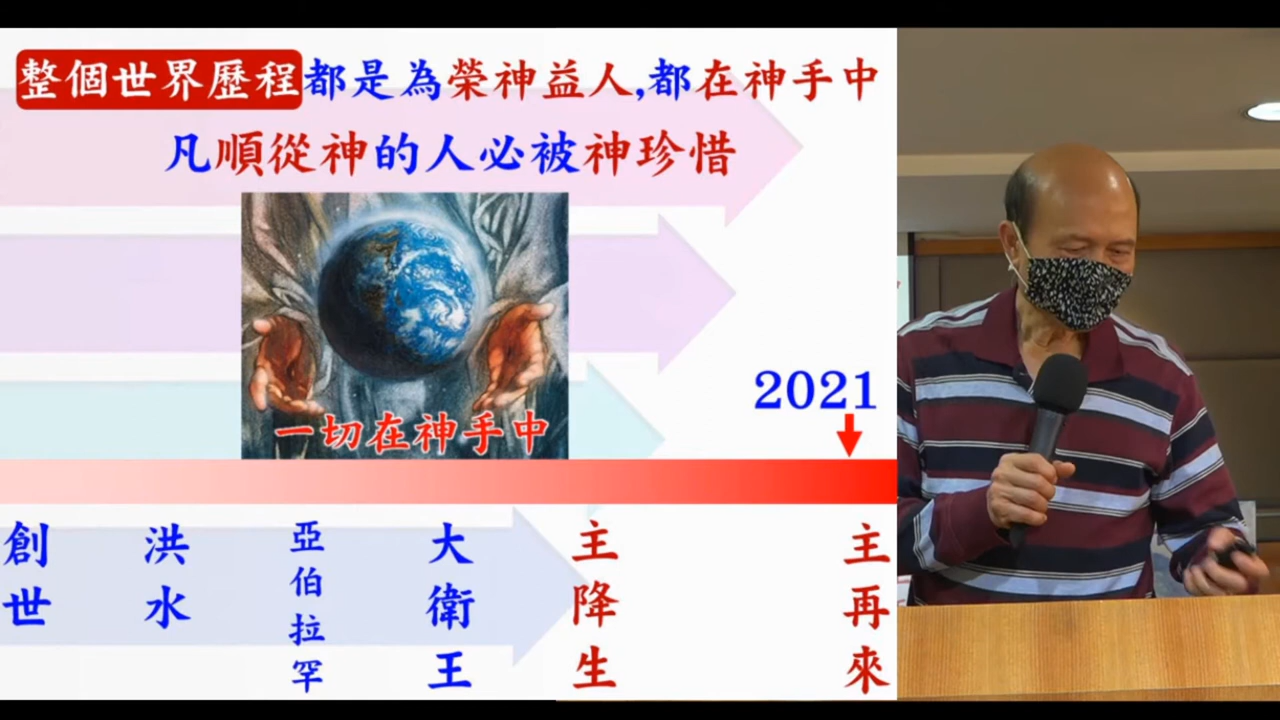 整個世界歷程都是為榮神益人,都在神手中
凡順從神的人必被神珍惜
一切在神手中
2021
創世
洪水
亞伯拉罕
大衛王
主降生
主再來